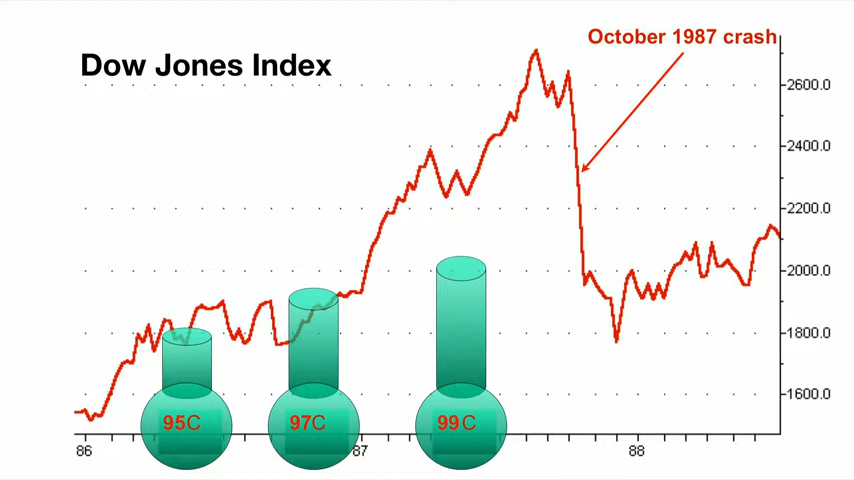 October 1987 crash
Dow Jones Index
2600.0
2400.0
2200.0
2000.0
1800.0
1600.0
95C
97C
99C
86
87
88